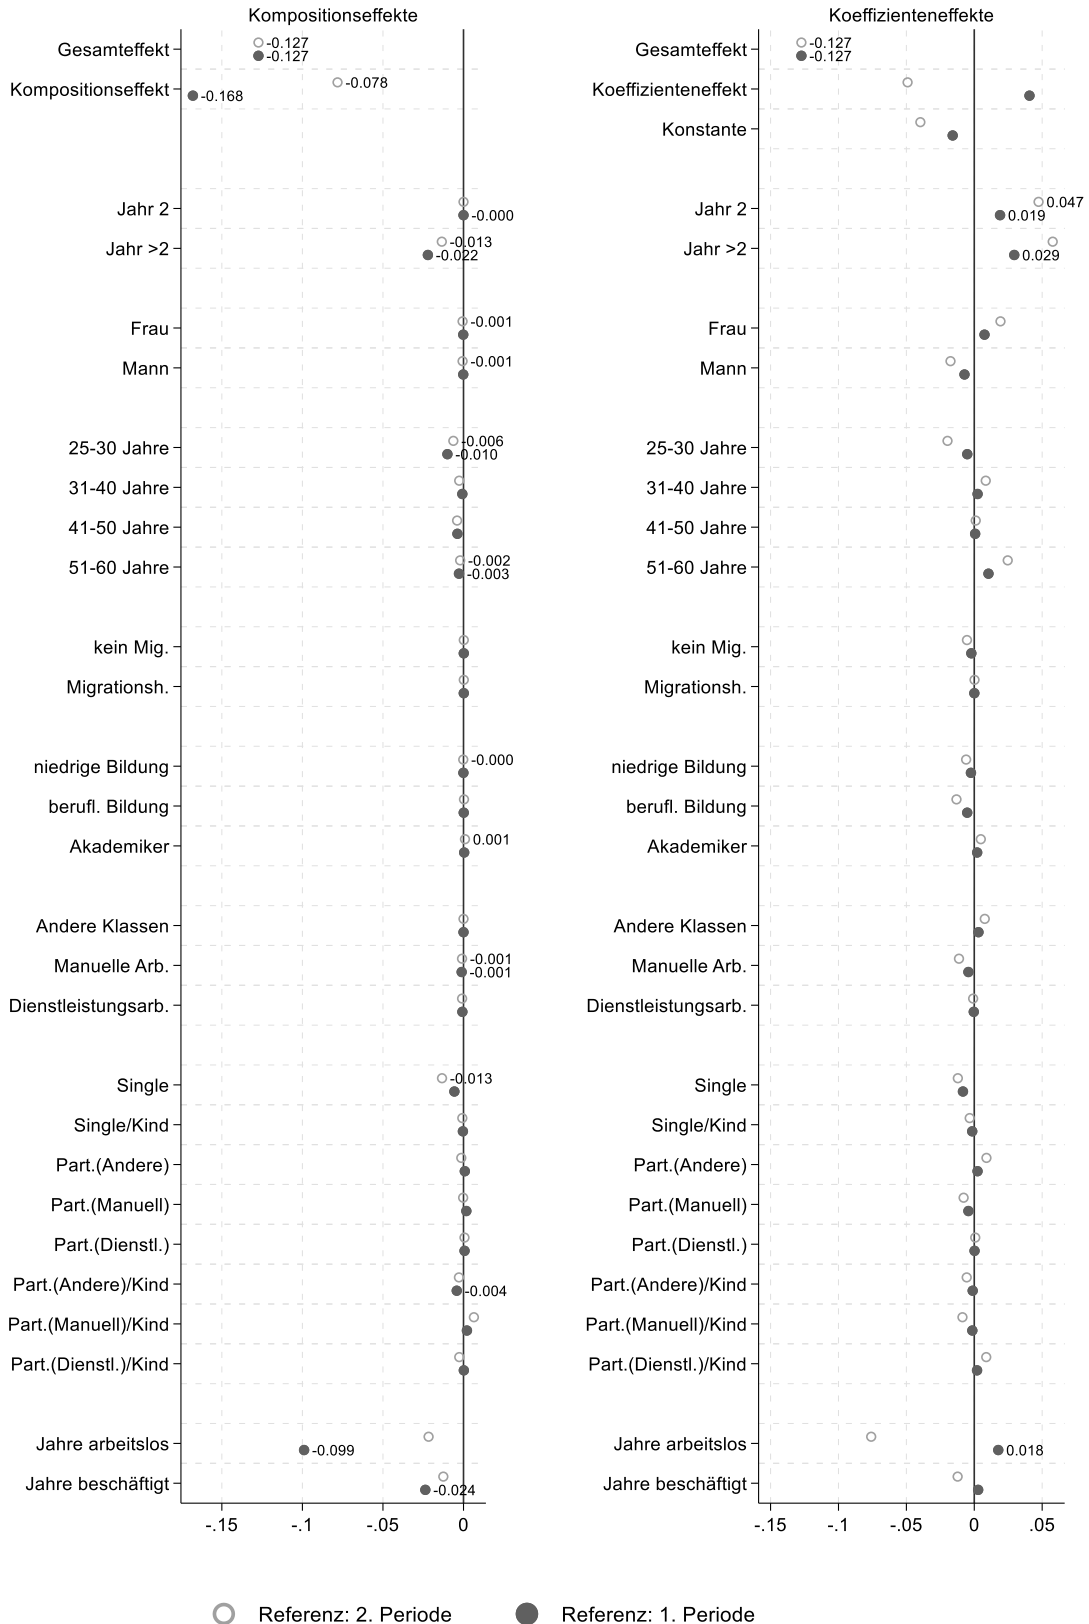 Kompositionseffekte
Gesamteffekt
-0.127
-0.127
Kompositionseffekt
-0.078
-0.168
Jahr 2
-0.000
Jahr >2
-0.013
-0.022
Frau
-0.001
Mann
-0.001
25-30 Jahre
-0.006
-0.010
31-40 Jahre
41-50 Jahre
51-60 Jahre
-0.002
-0.003
kein Mig.
Migrationsh.
niedrige Bildung
-0.000
berufl. Bildung
Akademiker
0.001
Andere Klassen
Manuelle Arb.
-0.001
-0.001
Dienstleistungsarb.
Single
-0.013
Single/Kind
Part.(Andere)
Part.(Manuell)
Part.(Dienstl.)
Part.(Andere)/Kind
-0.004
Part.(Manuell)/Kind
Part.(Dienstl.)/Kind
Jahre arbeitslos
-0.099
Jahre beschäftigt
-0.024
-.15 -.1 -.05 0
Koeffizienteneffekte
Gesamteffekt
-0.127
-0.127
Koeffizienteneffekt
Konstante
Jahr 2
0.047
0.019
Jahr >2
0.029
Frau
Mann
25-30 Jahre
31-40 Jahre
41-50 Jahre
51-60 Jahre
kein Mig.
Migrationsh.
niedrige Bildung
berufl. Bildung
Akademiker
Andere Klassen
Manuelle Arb.
Dienstleistungsarb.
Single
Single/Kind
Part.(Andere)
Part.(Manuell)
Part.(Dienstl.)
Part.(Andere)/Kind
Part.(Manuell)/Kind
Part.(Dienstl.)/Kind
Jahre arbeitslos
0.018
Jahre beschäftigt
-.15 -.1 -.05 0 .05
Referenz: 2. Periode Referenz: 1. Periode